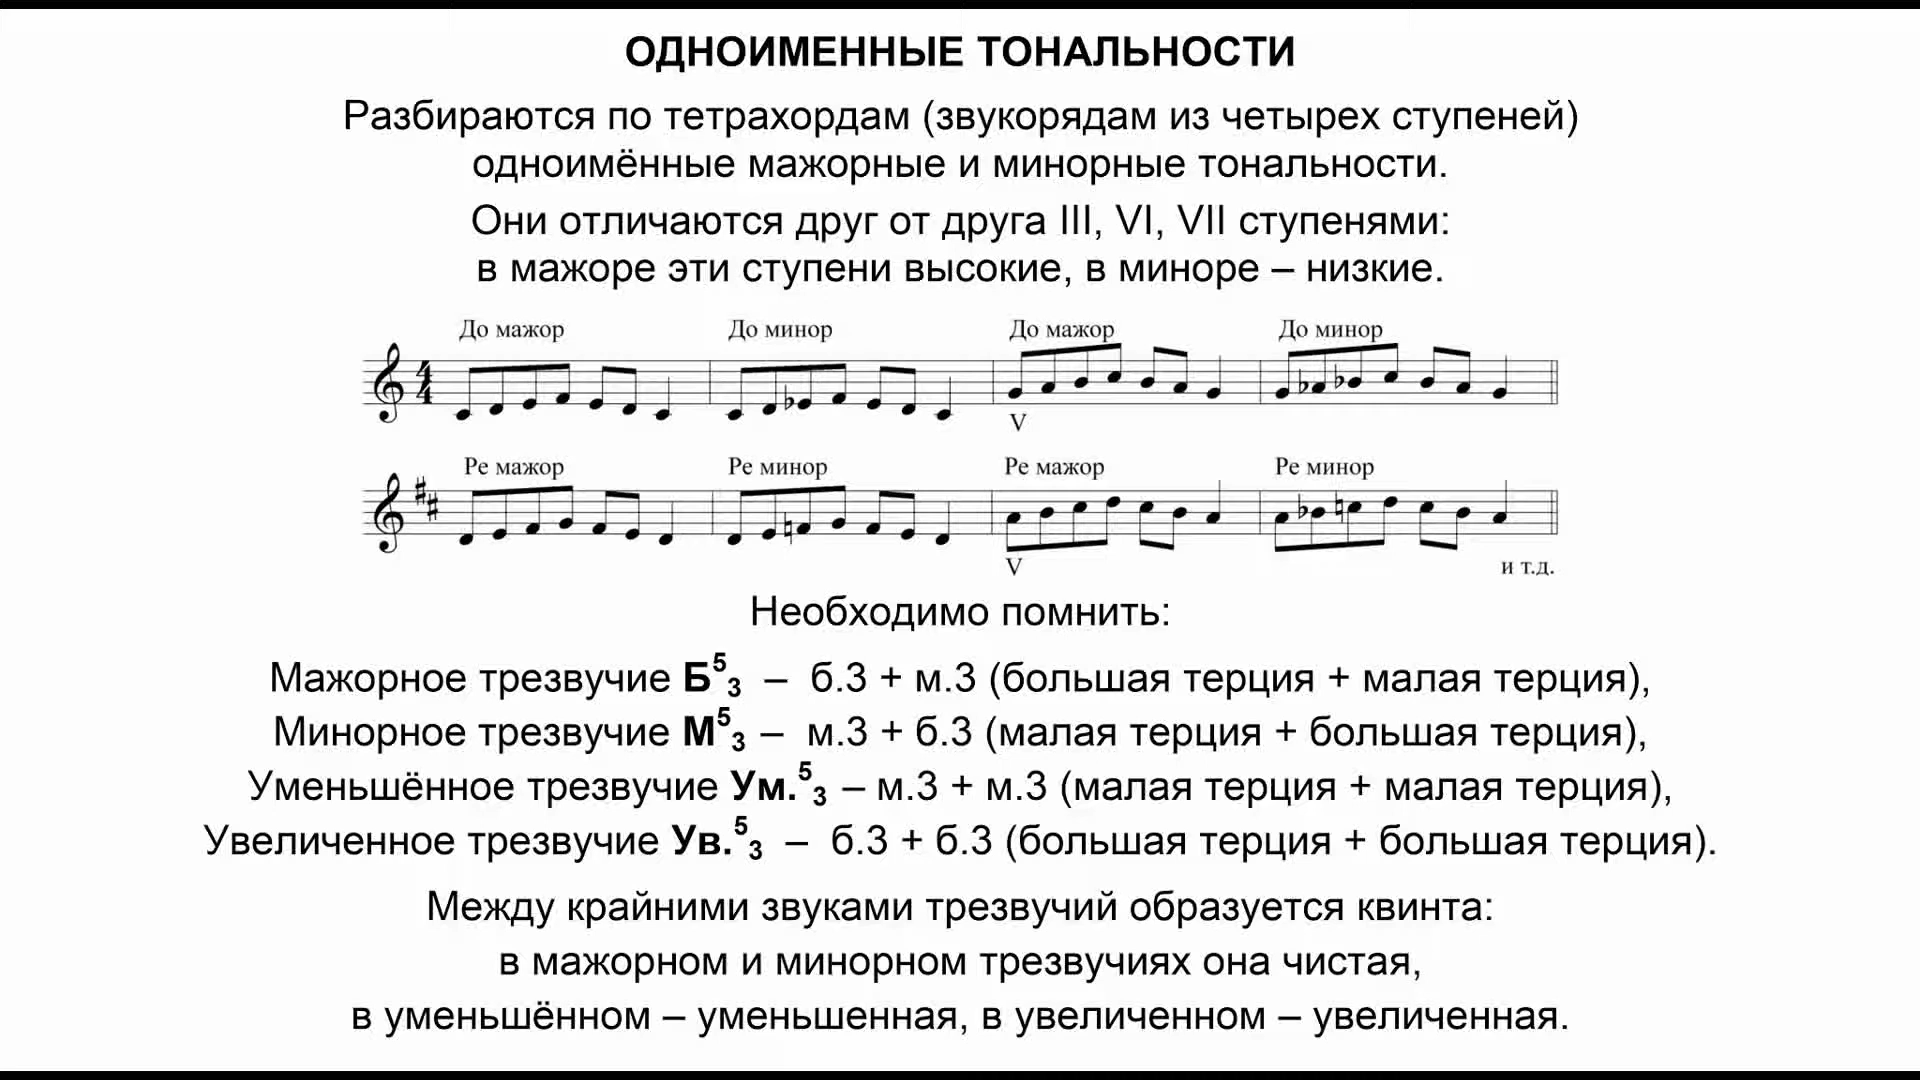 ОДНОИМЕННЫЕ ТОНАЛЬНОСТИ
Разбираются по тетрахордам (звукорядам из четырех ступеней)
одноимённые мажорные и минорные тональности.
Они отличаются друг от друга III, VI, VII ступенями:
в мажоре эти ступени высокие, в миноре – низкие.
До мажор До минор До мажор До минор
4
4
V
Ре мажор Ре минор Ре мажор Ре минор
V и т.д.
Необходимо помнить:
Мажорное трезвучие Б⁵₃ – б.3 + м.3 (большая терция + малая терция),
Минорное трезвучие М⁵₃ – м.3 + б.3 (малая терция + большая терция),
Уменьшённое трезвучие Ум.⁵₃ – м.3 + м.3 (малая терция + малая терция),
Увеличенное трезвучие Ув.⁵₃ – б.3 + б.3 (большая терция + большая терция).
Между крайними звуками трезвучий образуется квинта:
в мажорном и минорном трезвучиях она чистая,
в уменьшённом – уменьшенная, в увеличенном – увеличенная.